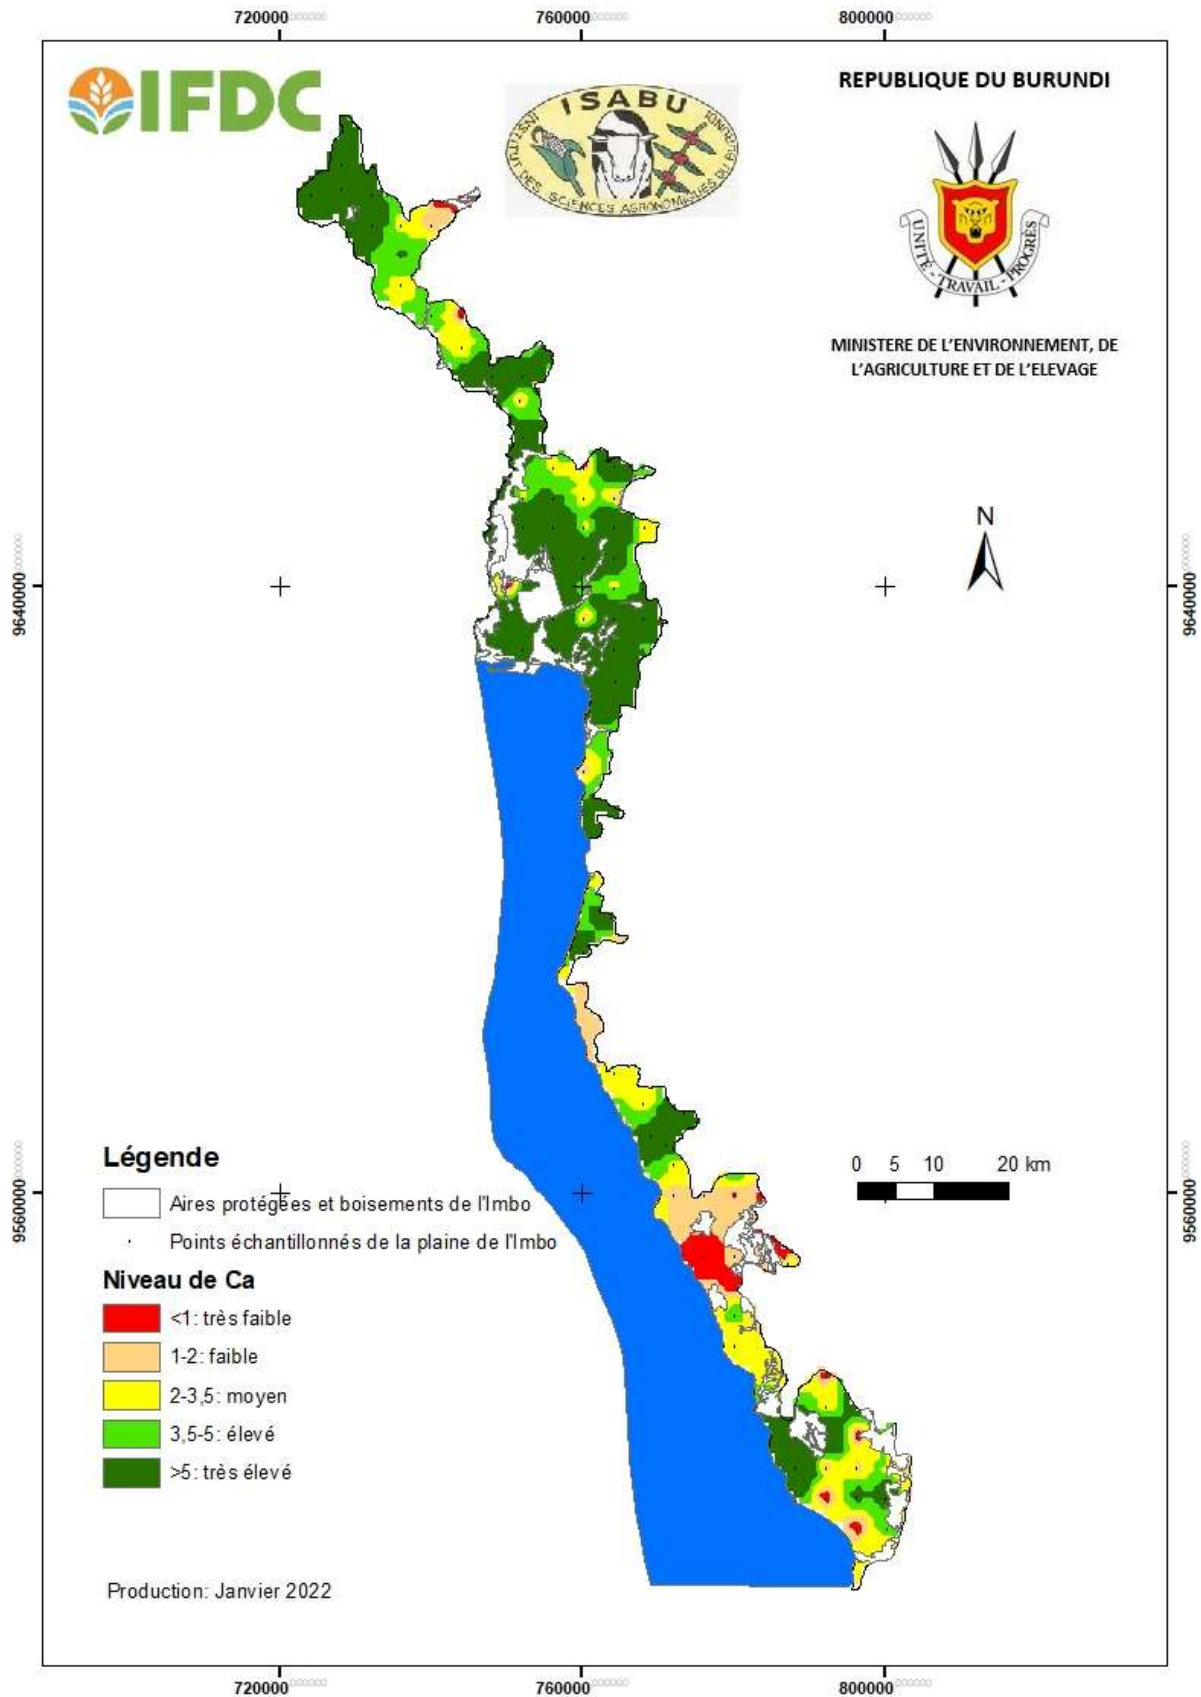 720000 760000 800000
IFDC
ISABU
INSTITUT DES SCIENCES AGRONOMIQUES DU BURUNDI
REPUBLIQUE DU BURUNDI
UNITÉ - TRAVAIL - PROGRÈS
MINISTERE DE L'ENVIRONNEMENT, DE
L'AGRICULTURE ET DE L'ELEVAGE
N
9640000 9640000
Légende
Aires protégées et boisements de l'Imbo
Points échantillonnés de la plaine de l'Imbo
Niveau de Ca
<1: très faible
1-2: faible
2-3,5: moyen
3,5-5: élevé
>5: très élevé
0 5 10 20 km
9560000 9560000
Production: Janvier 2022
720000 760000 800000